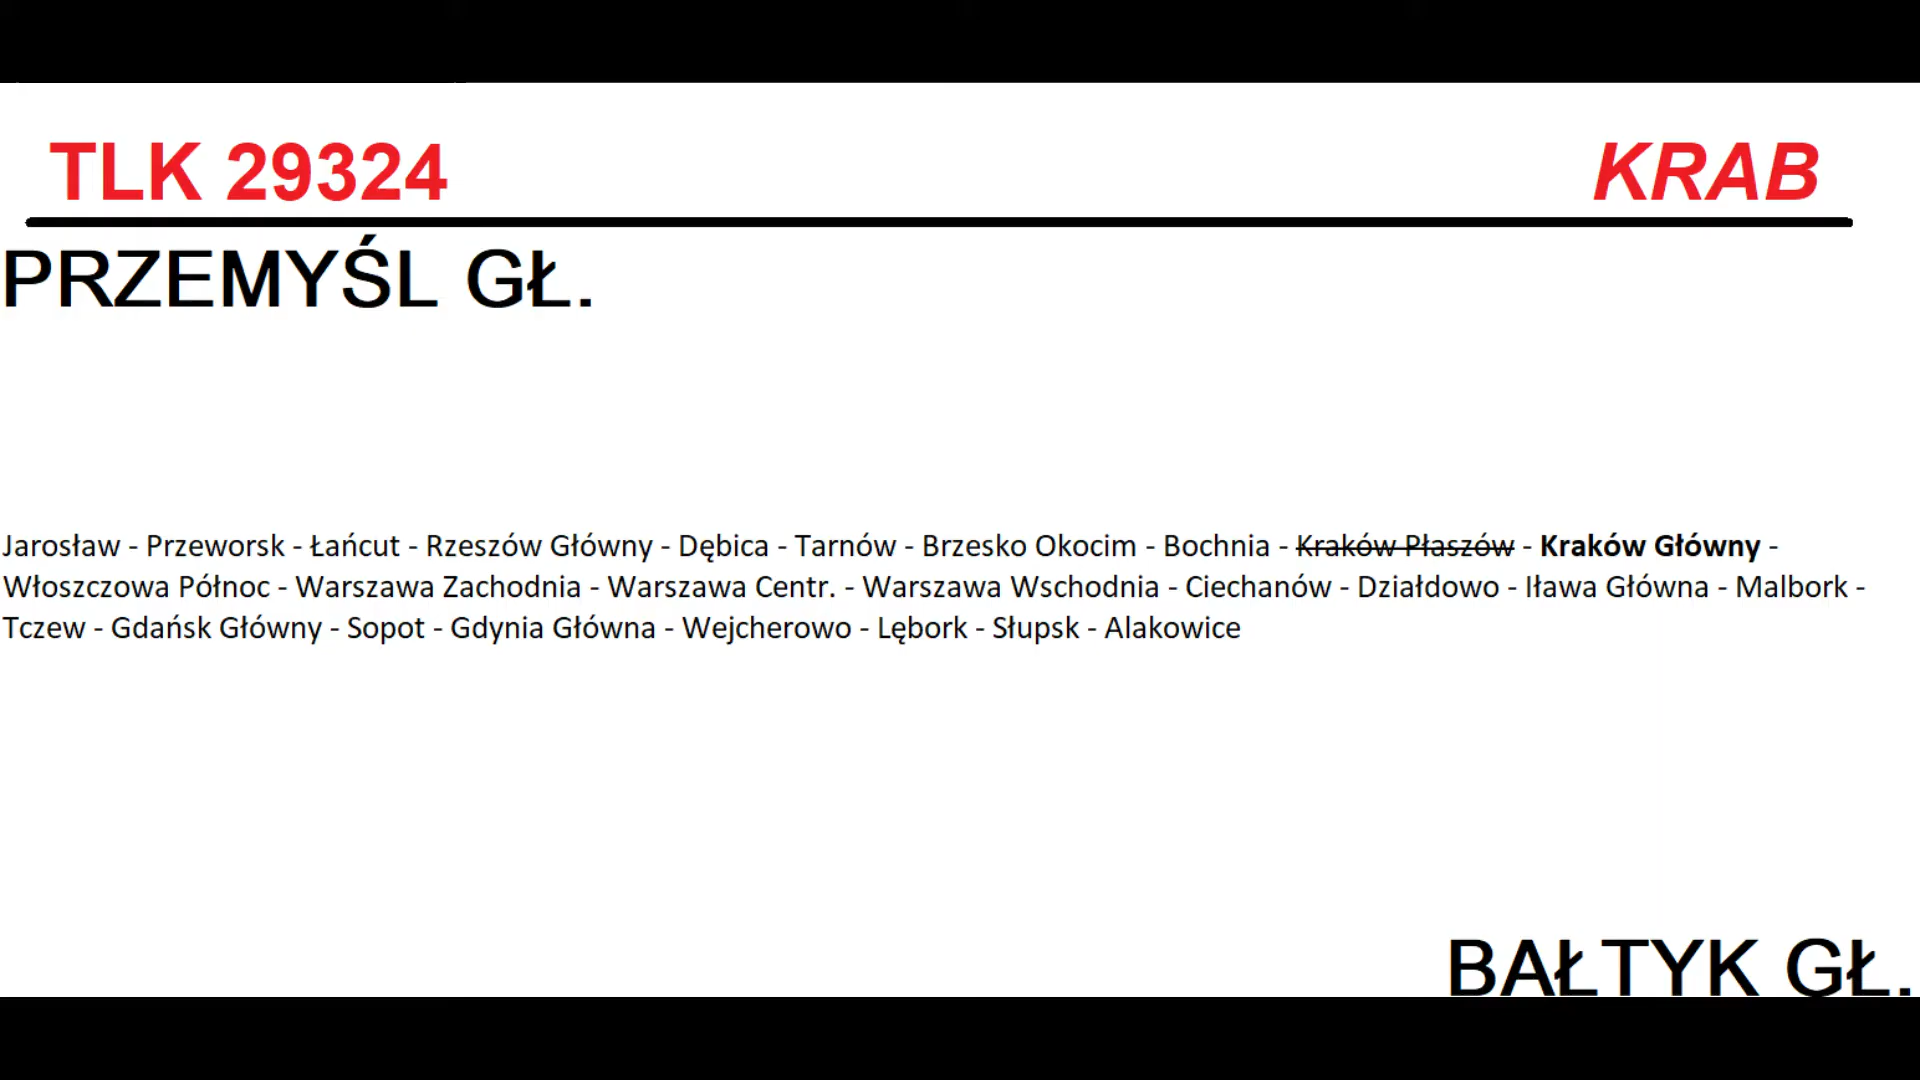 TLK 29324 KRAB
PRZEMYŚL GŁ.
Jarosław - Przeworsk - Łańcut - Rzeszów Główny - Dębica - Tarnów - Brzesko Okocim - Bochnia - Kraków Płaszów - Kraków Główny -
Włoszczowa Północ - Warszawa Zachodnia - Warszawa Centr. - Warszawa Wschodnia - Ciechanów - Działdowo - Iława Główna - Malbork -
Tczew - Gdańsk Główny - Sopot - Gdynia Główna - Wejcherowo - Lębork - Słupsk - Alakowice
BAŁTYK GŁ.